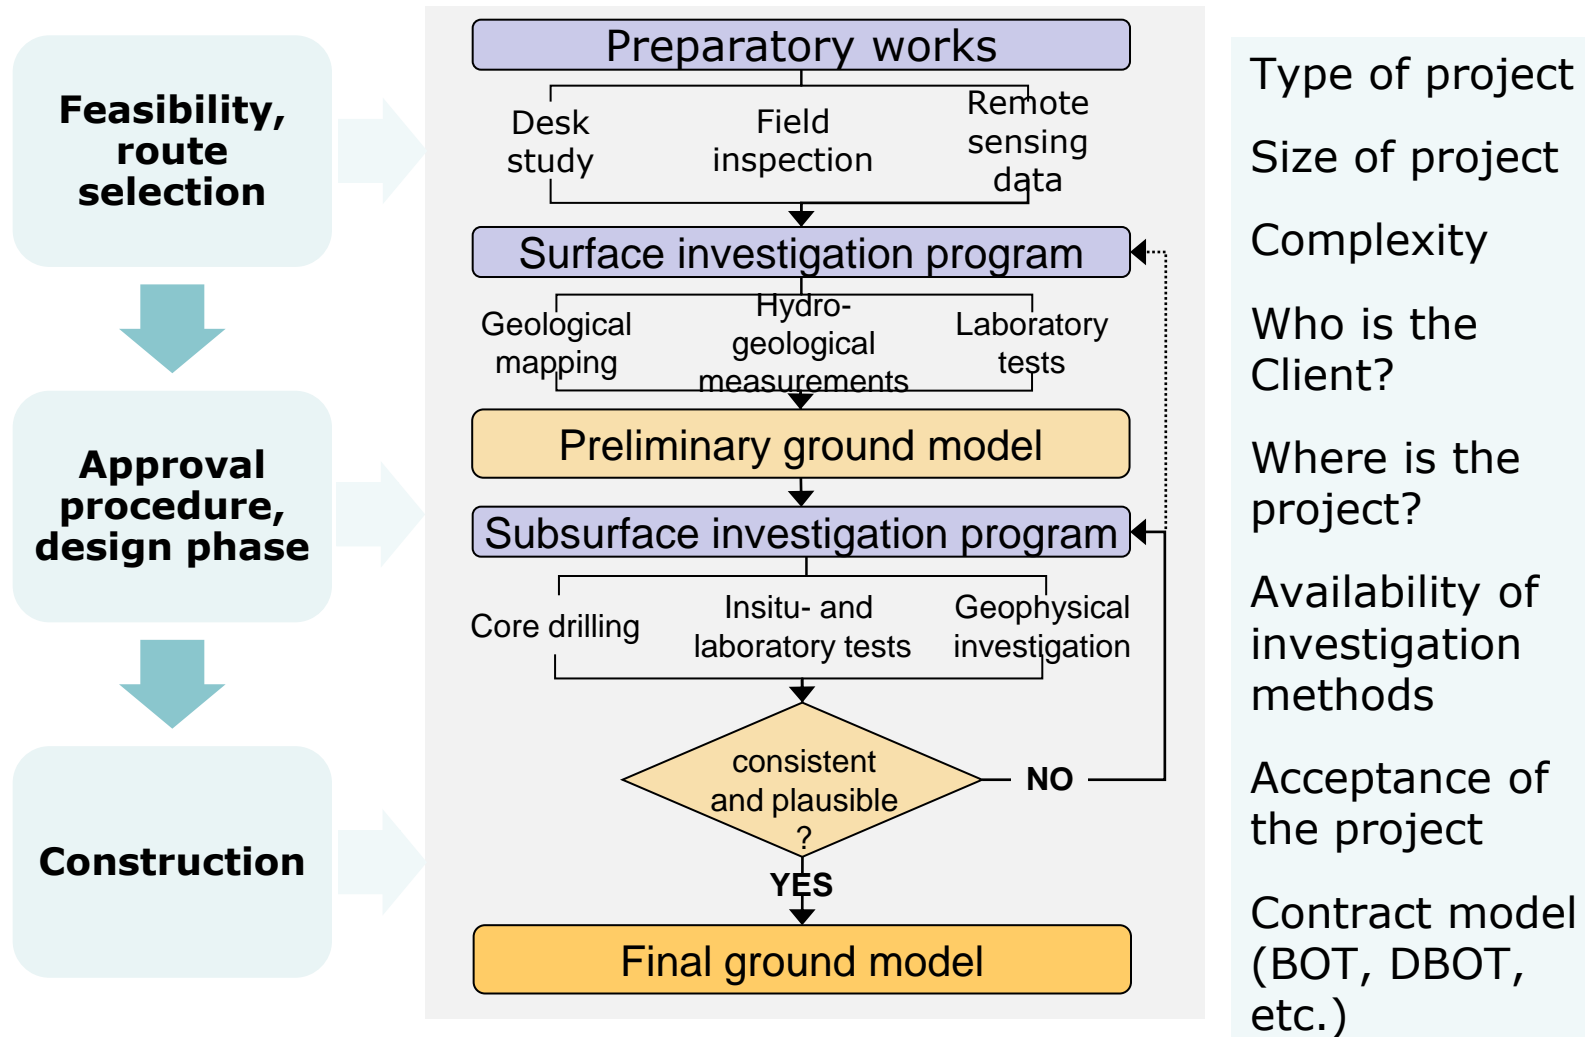 Feasibility,
route
selection
Approval
procedure,
design phase
Construction
Preparatory works
Desk
study
Field
inspection
Remote
sensing
data
Surface investigation program
Geological
mapping
Hydro-
geological
measurements
Laboratory
tests
Preliminary ground model
Subsurface investigation program
Core drilling
Insitu- and
laboratory tests
Geophysical
investigation
consistent
and plausible
?
NO
YES
Final ground model
Type of project
Size of project
Complexity
Who is the
Client?
Where is the
project?
Availability of
investigation
methods
Acceptance of
the project
Contract model
(BOT, DBOT,
etc.)